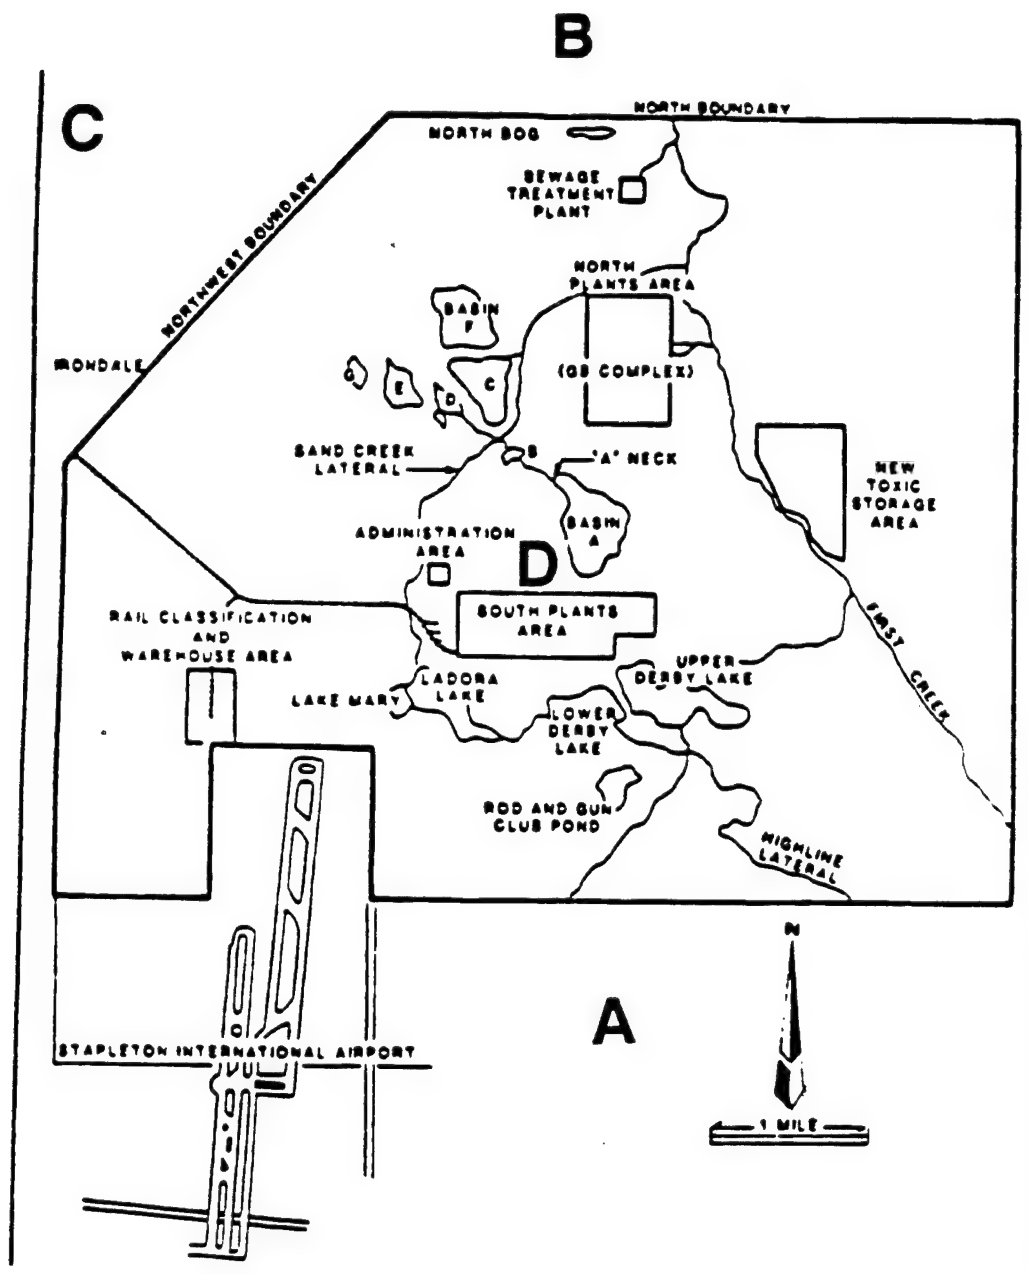 B
C
NORTH BOUNDARY
NORTH BOG
SEWAGE
TREATMENT
PLANT
NORTHWEST BOUNDARY
NORTH
PLANTS AREA
BASIN
F
IRONDALE
G
E
D
C
(GB COMPLEX)
SAND CREEK
LATERAL
B
"A" NECK
NEW
TOXIC
STORAGE
AREA
BASIN
A
ADMINISTRATION
AREA
D
SOUTH PLANTS
AREA
RAIL CLASSIFICATION
AND
WAREHOUSE AREA
FIRST CREEK
UPPER
DERBY LAKE
LADORA
LAKE
LAKE MARY
LOWER
DERBY
LAKE
ROD AND GUN
CLUB POND
HIGHLINE
LATERAL
N
A
STAPLETON INTERNATIONAL AIRPORT
1 MILE